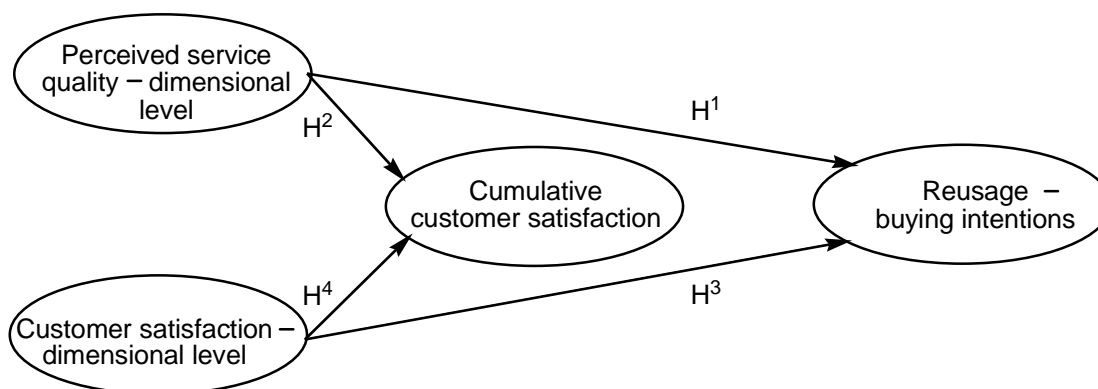 Perceived service
quality – dimensional
level
H²
H¹
Cumulative
customer satisfaction
Reusage –
buying intentions
H⁴
H³
Customer satisfaction –
dimensional level